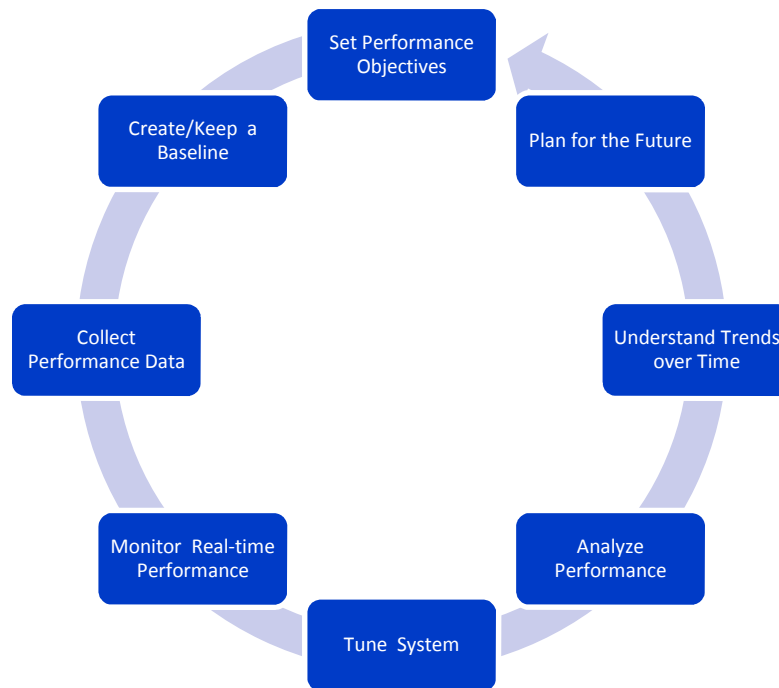 Set Performance
Objectives
Create/Keep a
Baseline
Plan for the Future
Collect
Performance Data
Understand Trends
over Time
Monitor Real-time
Performance
Analyze
Performance
Tune System